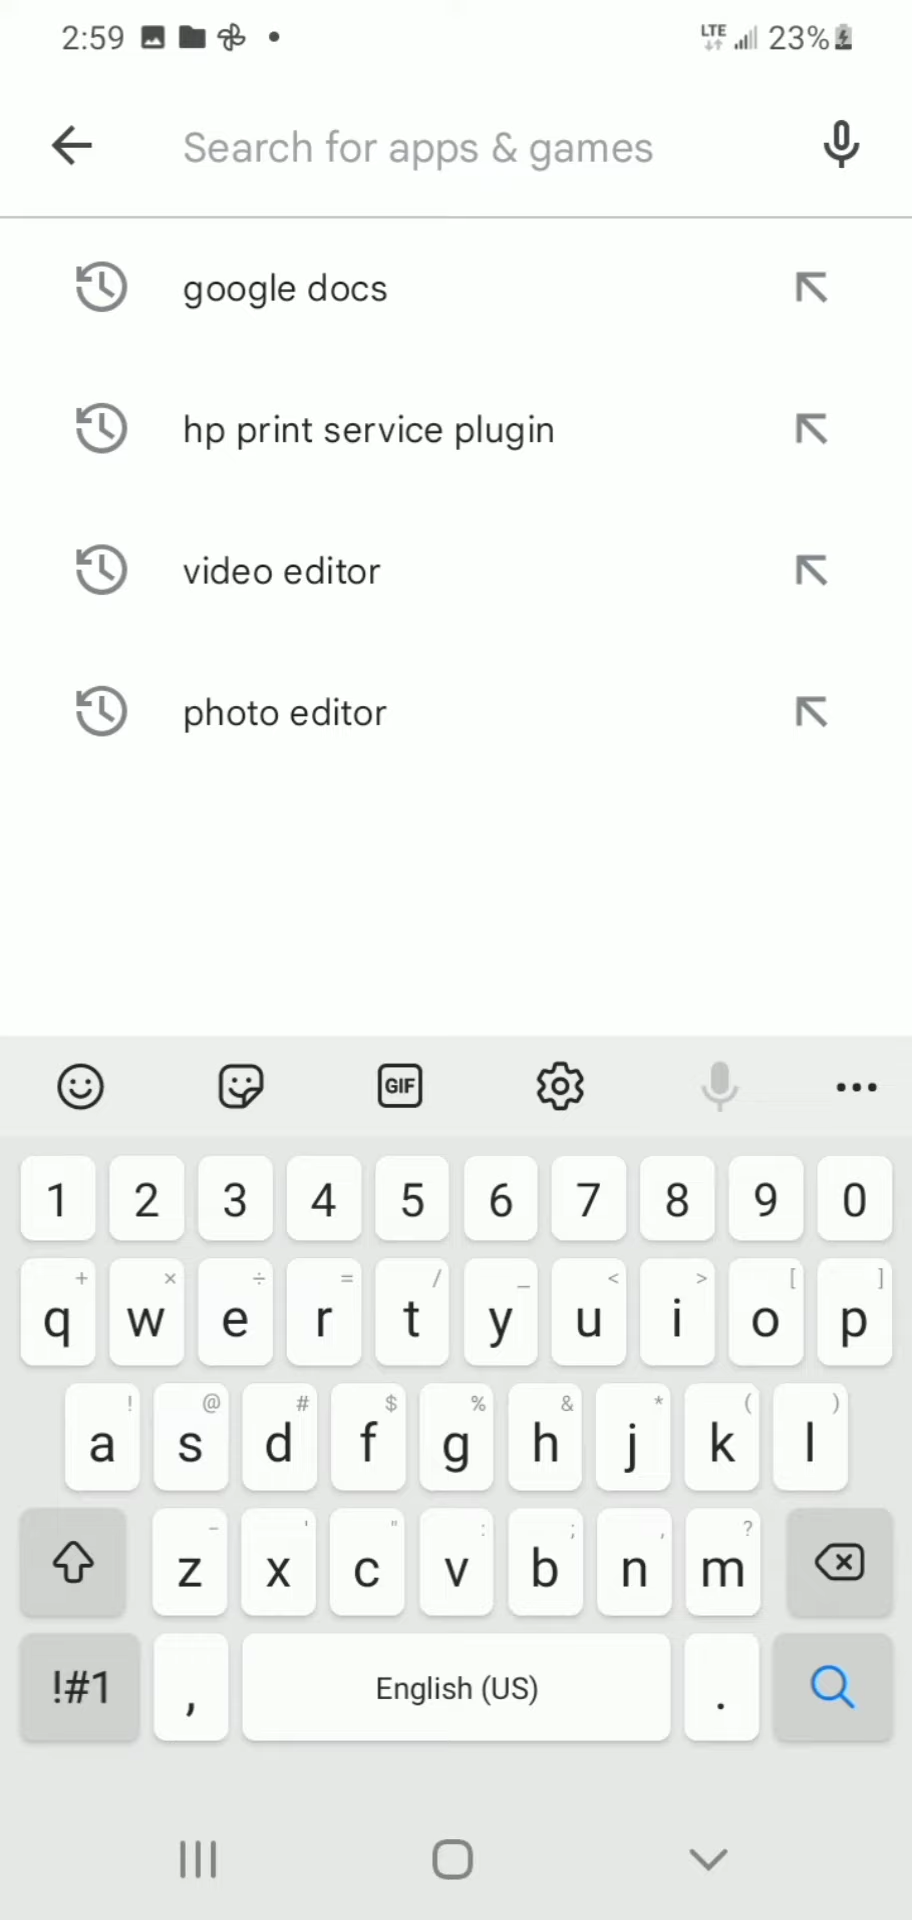 2:59 LTE 23%
Search for apps & games
google docs
hp print service plugin
video editor
photo editor
GIF
1 2 3 4 5 6 7 8 9 0
+ × ÷ = / _ < > [ ]
q w e r t y u i o p
! @ # $ % & * ( )
a s d f g h j k l
- ' " : ; , ?
z x c v b n m
!#1 , English (US) .